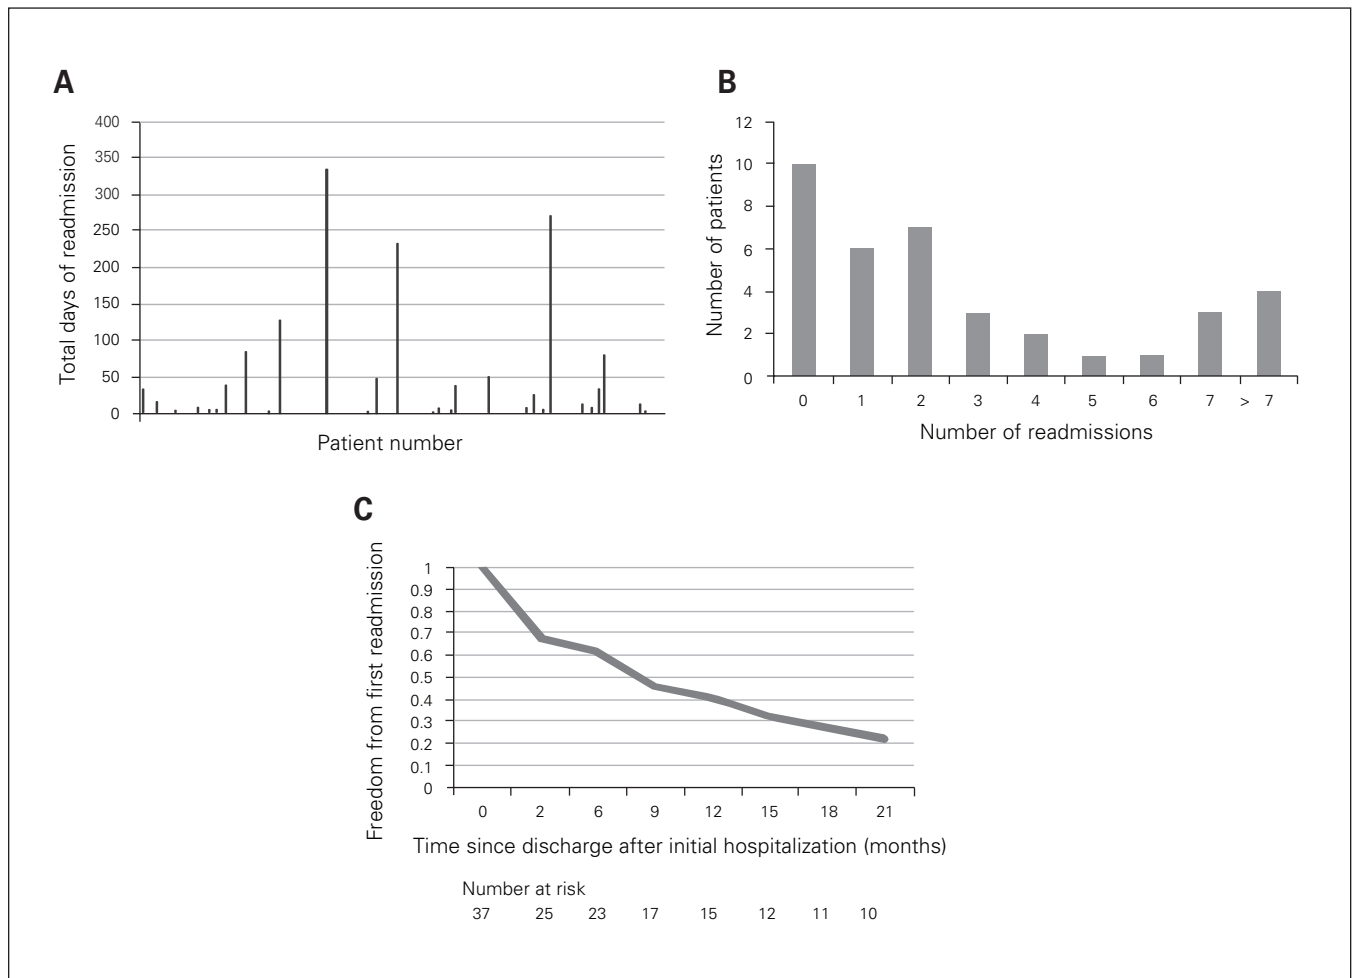 A
Total days of readmission
400
350
300
250
200
150
100
50
0
Patient number
B
Number of patients
12
10
8
6
4
2
0
0 1 2 3 4 5 6 7 > 7
Number of readmissions
C
Freedom from first readmission
1
0.9
0.8
0.7
0.6
0.5
0.4
0.3
0.2
0.1
0
0 2 6 9 12 15 18 21
Time since discharge after initial hospitalization (months)
Number at risk
37 25 23 17 15 12 11 10